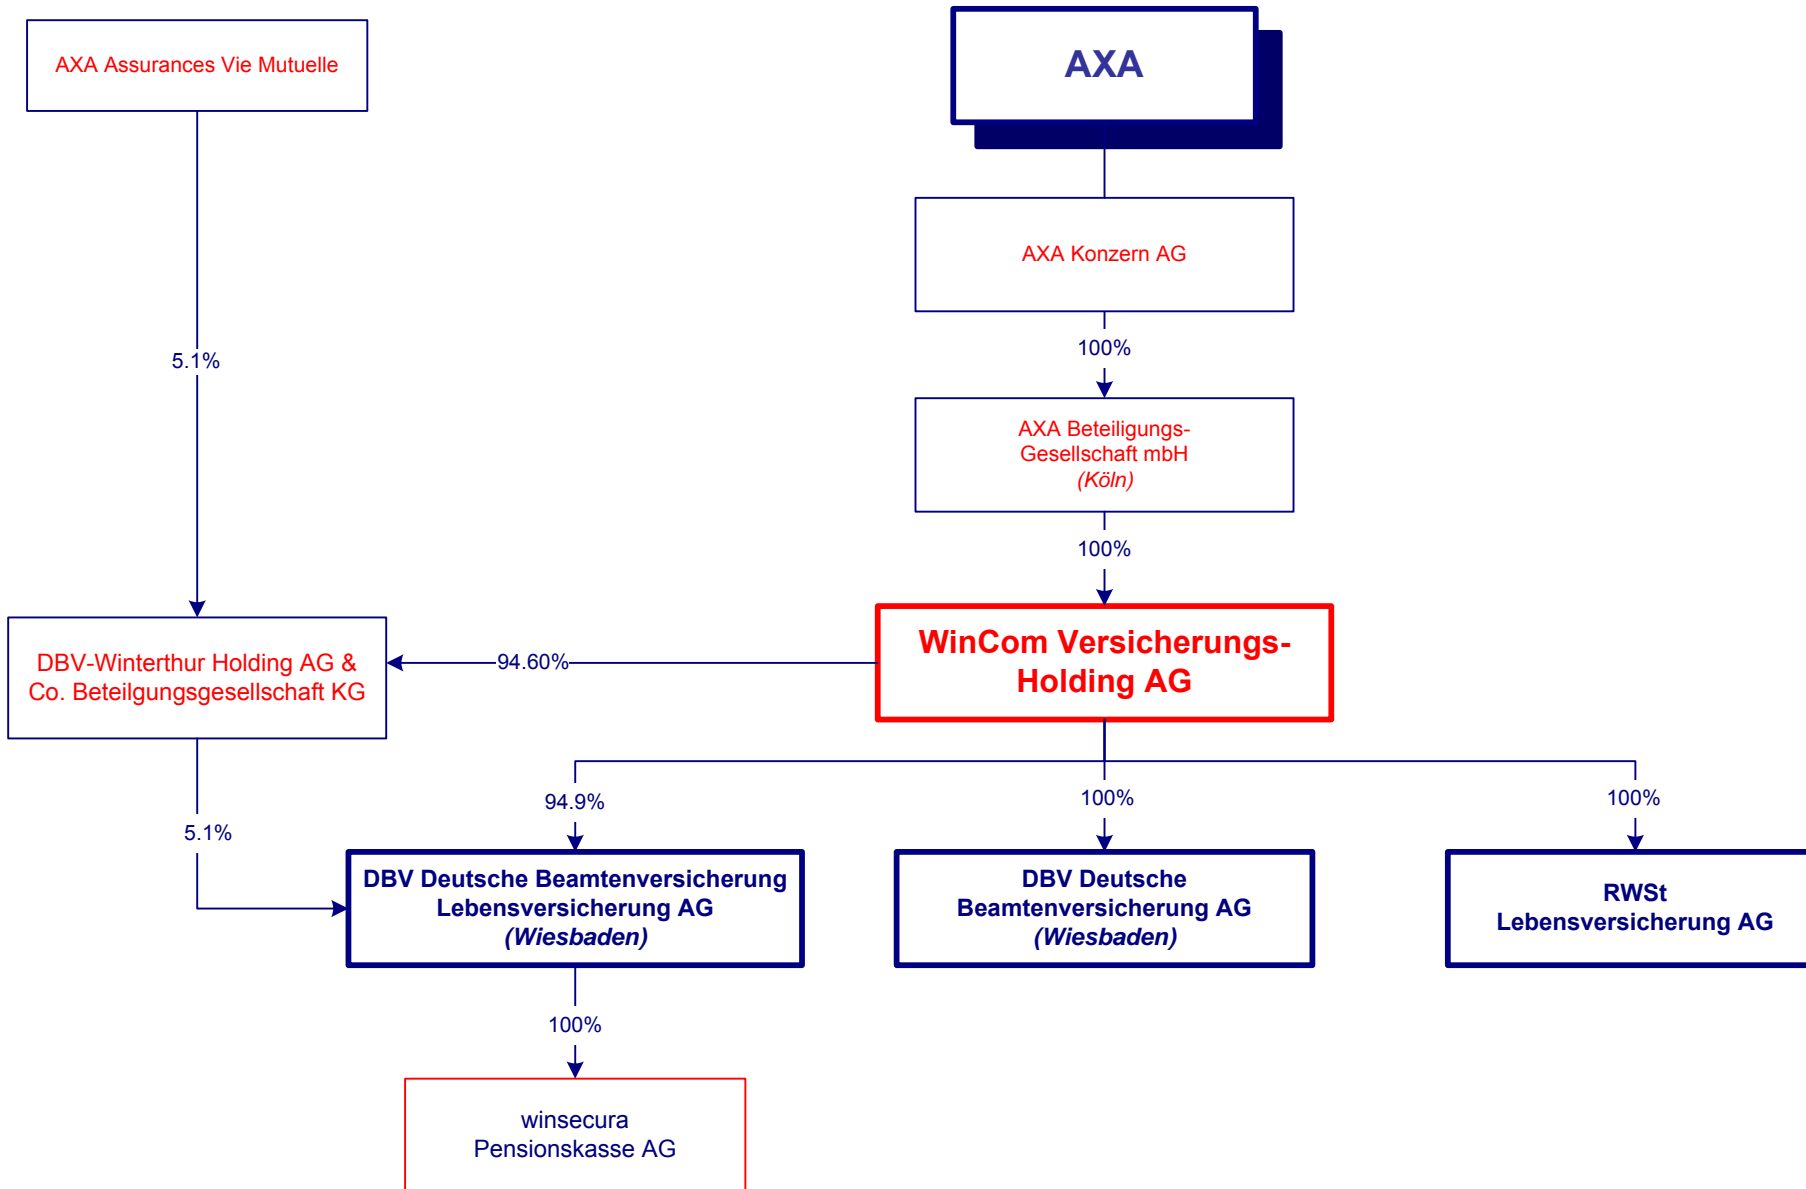 AXA Assurances Vie Mutuelle
AXA
AXA Konzern AG
5.1%
100%
AXA Beteiligungs-
Gesellschaft mbH
(Köln)
100%
DBV-Winterthur Holding AG &
Co. Beteilgungsgesellschaft KG
94.60%
WinCom Versicherungs-
Holding AG
5.1%
94.9%
100%
100%
DBV Deutsche Beamtenversicherung
Lebensversicherung AG
(Wiesbaden)
DBV Deutsche
Beamtenversicherung AG
(Wiesbaden)
RWSt
Lebensversicherung AG
100%
winsecura
Pensionskasse AG